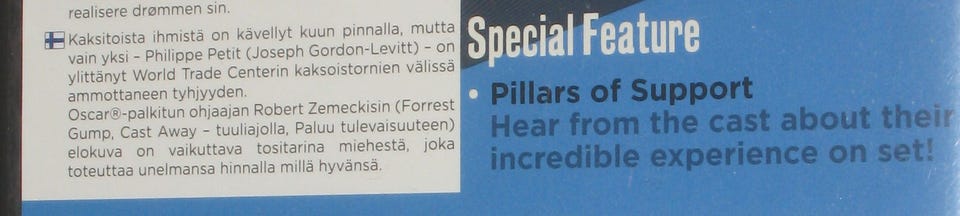 realisere drømmen sin.
Kaksitoista ihmistä on kävellyt kuun pinnalla, mutta
vain yksi – Philippe Petit (Joseph Gordon-Levitt) – on
ylittänyt World Trade Centerin kaksoistornien välissä
ammottaneen tyhjyyden.
Oscar®-palkitun ohjaajan Robert Zemeckisin (Forrest
Gump, Cast Away – tuuliajolla, Paluu tulevaisuuteen)
elokuva on vaikuttava tositarina miehestä, joka
toteuttaa unelmansa hinnalla millä hyvänsä.
Special Feature
• Pillars of Support
Hear from the cast about their
incredible experience on set!